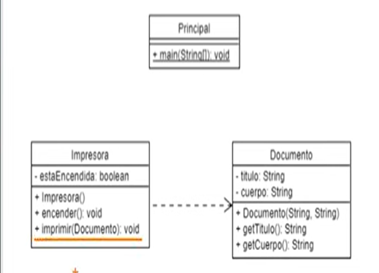 Principal
+ main(String[]): void
Impresora
- estaEncendida: boolean
+ Impresora()
+ encender(): void
+ imprimir(Documento): void
Documento
- titulo: String
- cuerpo: String
+ Documento(String, String)
+ getTitulo(): String
+ getCuerpo(): String